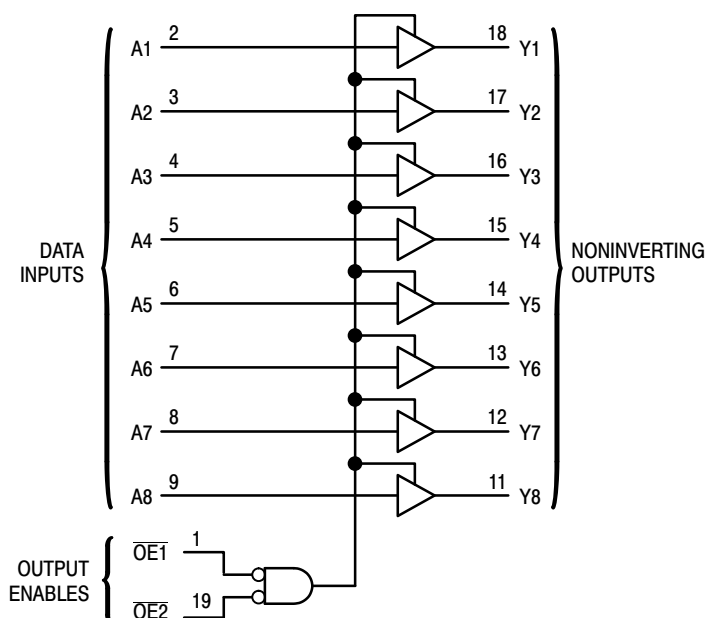 A1 2 18 Y1
A2 3 17 Y2
A3 4 16 Y3
A4 5 15 Y4
DATA
INPUTS
NONINVERTING
OUTPUTS
A5 6 14 Y5
A6 7 13 Y6
A7 8 12 Y7
A8 9 11 Y8
OUTPUT
ENABLES
O̅E̅1̅ 1
O̅E̅2̅ 19